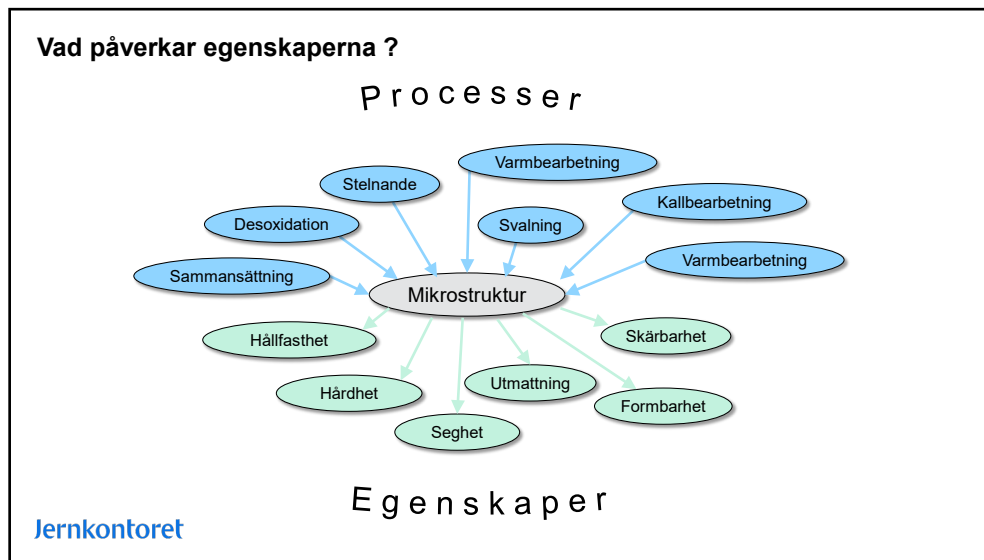 Vad påverkar egenskaperna ?
Processer
Varmbearbetning
Stelnande
Kallbearbetning
Desoxidation
Svalning
Sammansättning
Varmbearbetning
Mikrostruktur
Hållfasthet
Skärbarhet
Hårdhet
Utmattning
Formbarhet
Seghet
Egenskaper
Jernkontoret